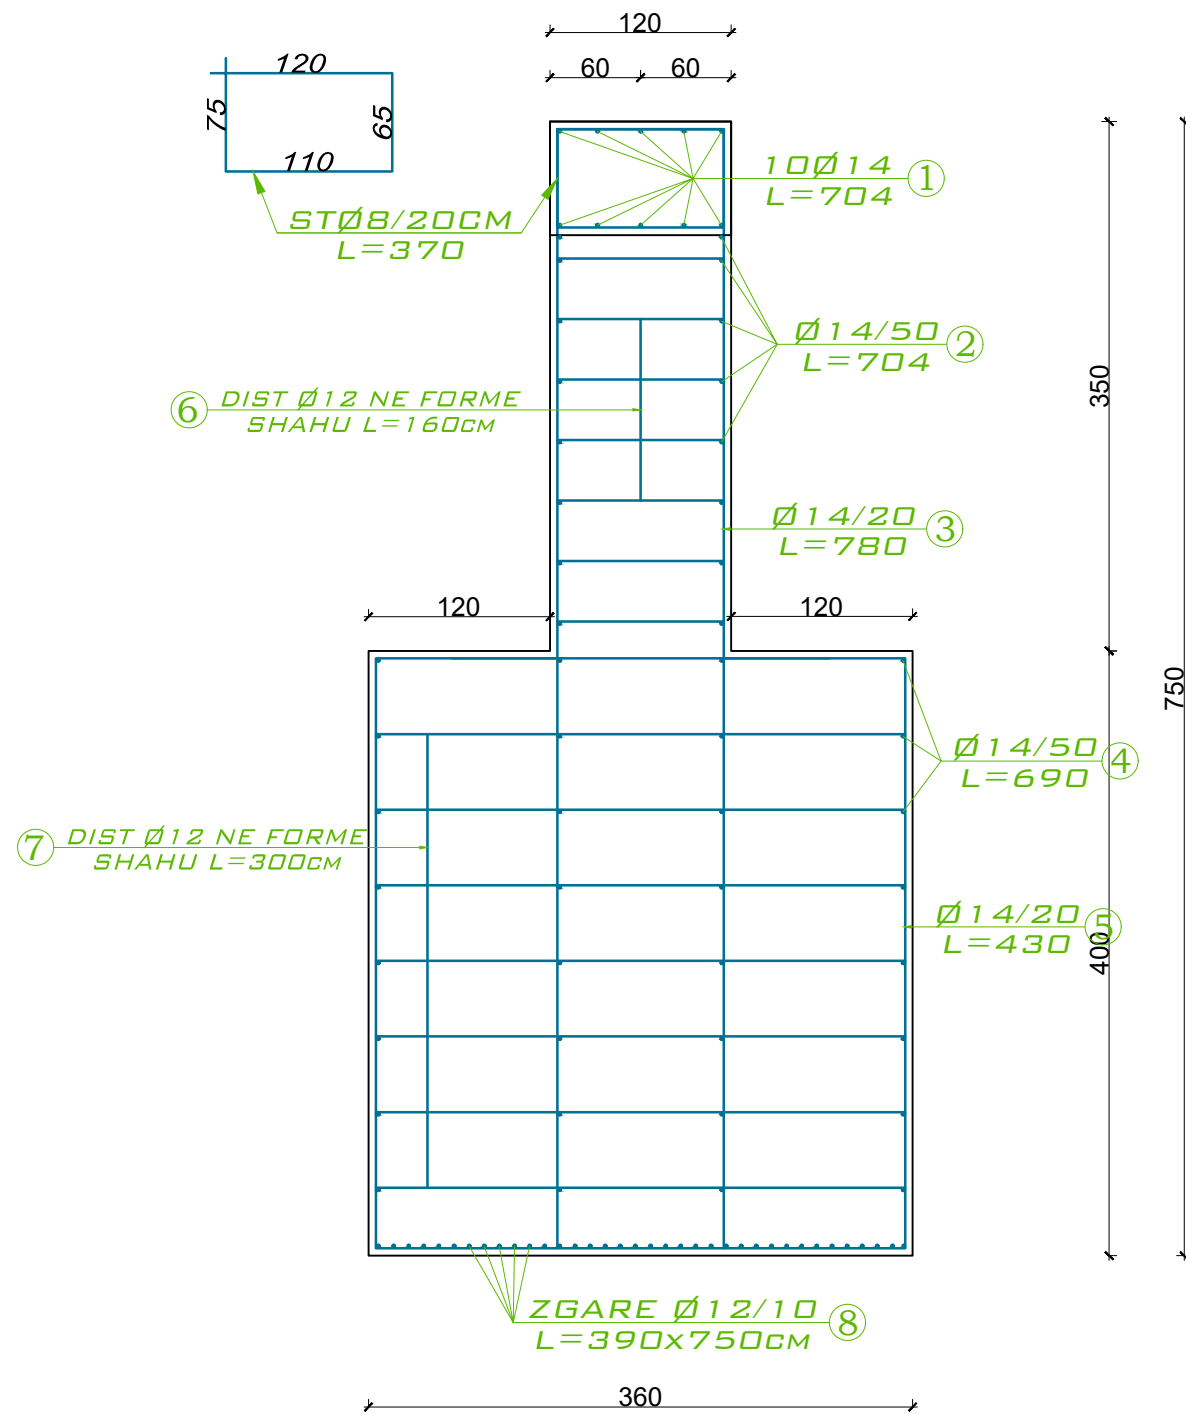 120
60 60
120
75
65
110
10Ø14
L=704
1
STØ8/20CM
L=370
Ø14/50
L=704
2
6
DIST Ø12 NE FORME
SHAHU L=160CM
350
Ø14/20
L=780
3
120
120
750
Ø14/50
L=690
4
7
DIST Ø12 NE FORME
SHAHU L=300CM
Ø14/20
L=430
5
400
ZGARE Ø12/10
L=390X750CM
8
360